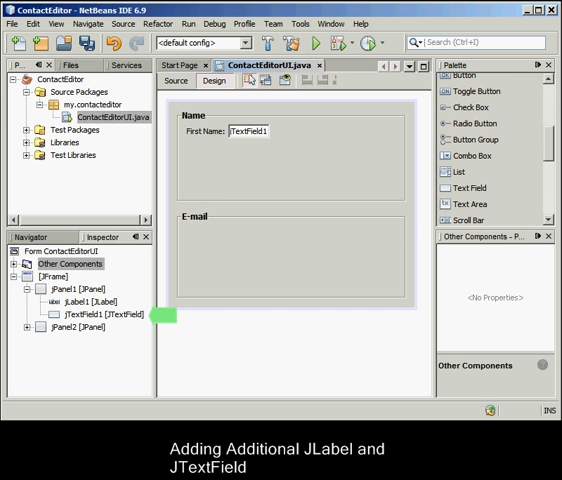 ContactEditor - NetBeans IDE 6.9
File Edit View Navigate Source Refactor Run Debug Profile Team Tools Window Help
<default config>
Search (Ctrl+I)
P... Files Services
ContactEditor
Source Packages
my.contacteditor
ContactEditorUI.java
Test Packages
Libraries
Test Libraries
Start Page ContactEditorUI.java
Source Design
Name
First Name: jTextField1
E-mail
Palette
Button
Toggle Button
Check Box
Radio Button
Button Group
Combo Box
List
Text Field
Text Area
Scroll Bar
Navigator Inspector
Form ContactEditorUI
Other Components
[JFrame]
jPanel1 [JPanel]
jLabel1 [JLabel]
jTextField1 [JTextField]
jPanel2 [JPanel]
Other Components - P...
<No Properties>
Other Components
INS
Adding Additional JLabel and
JTextField